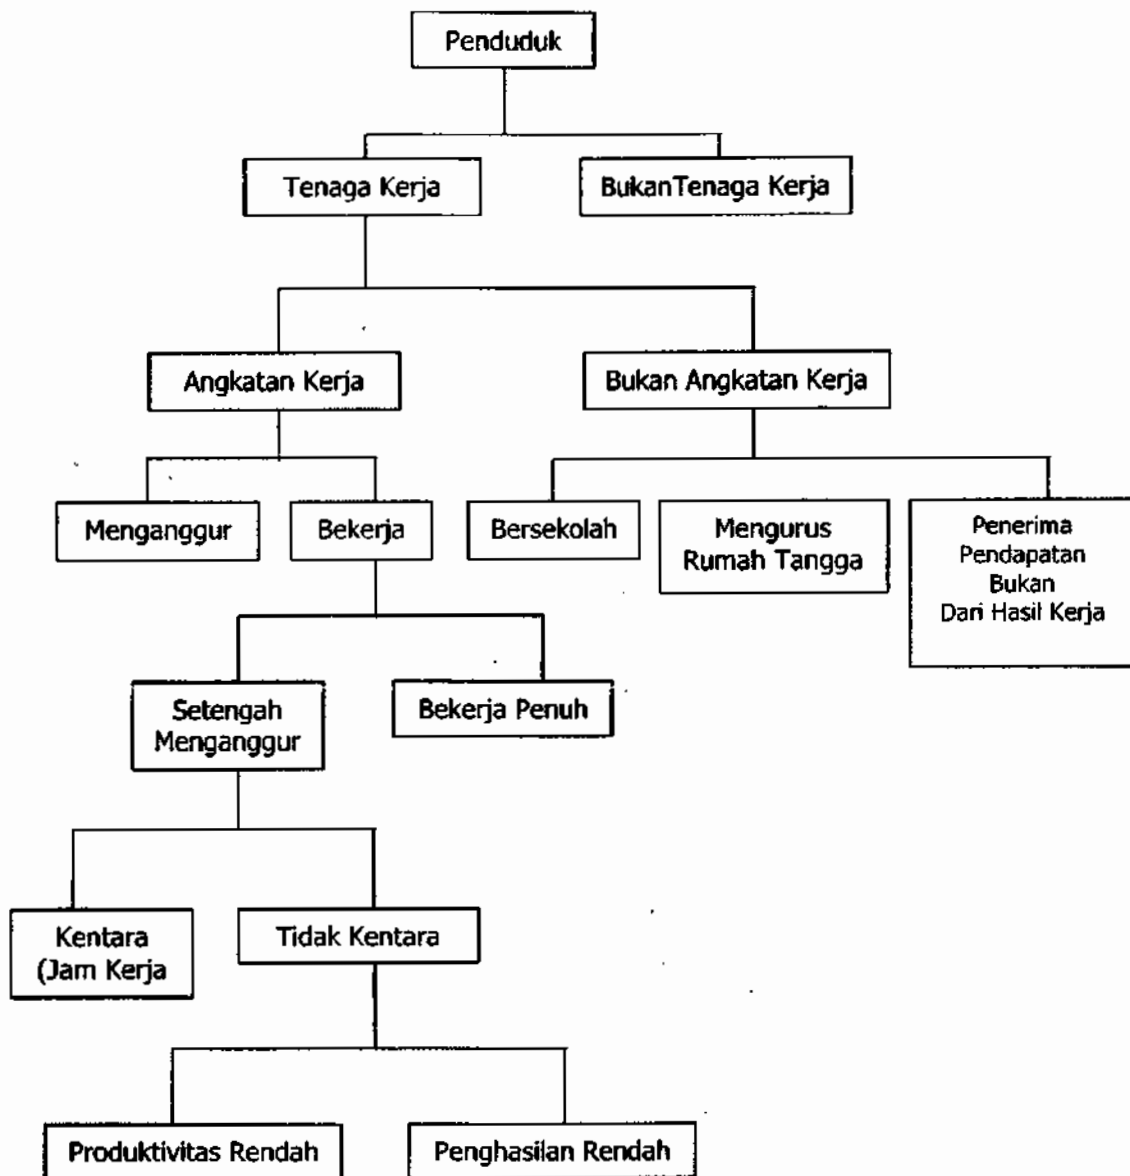 Penduduk
Tenaga Kerja
BukanTenaga Kerja
Angkatan Kerja
Bukan Angkatan Kerja
Menganggur
Bekerja
Bersekolah
Mengurus
Rumah Tangga
Penerima
Pendapatan
Bukan
Dari Hasil Kerja
Setengah
Menganggur
Bekerja Penuh
Kentara
(Jam Kerja
Tidak Kentara
Produktivitas Rendah
Penghasilan Rendah